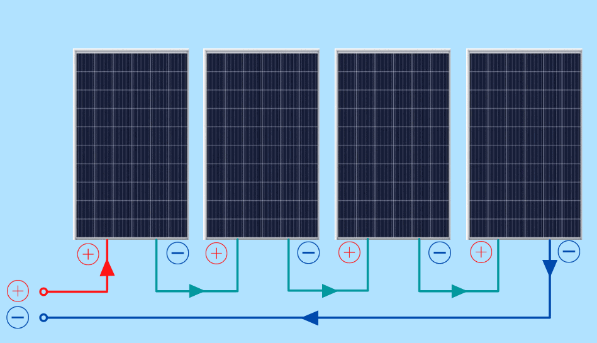 + − + − + − + −
+
−